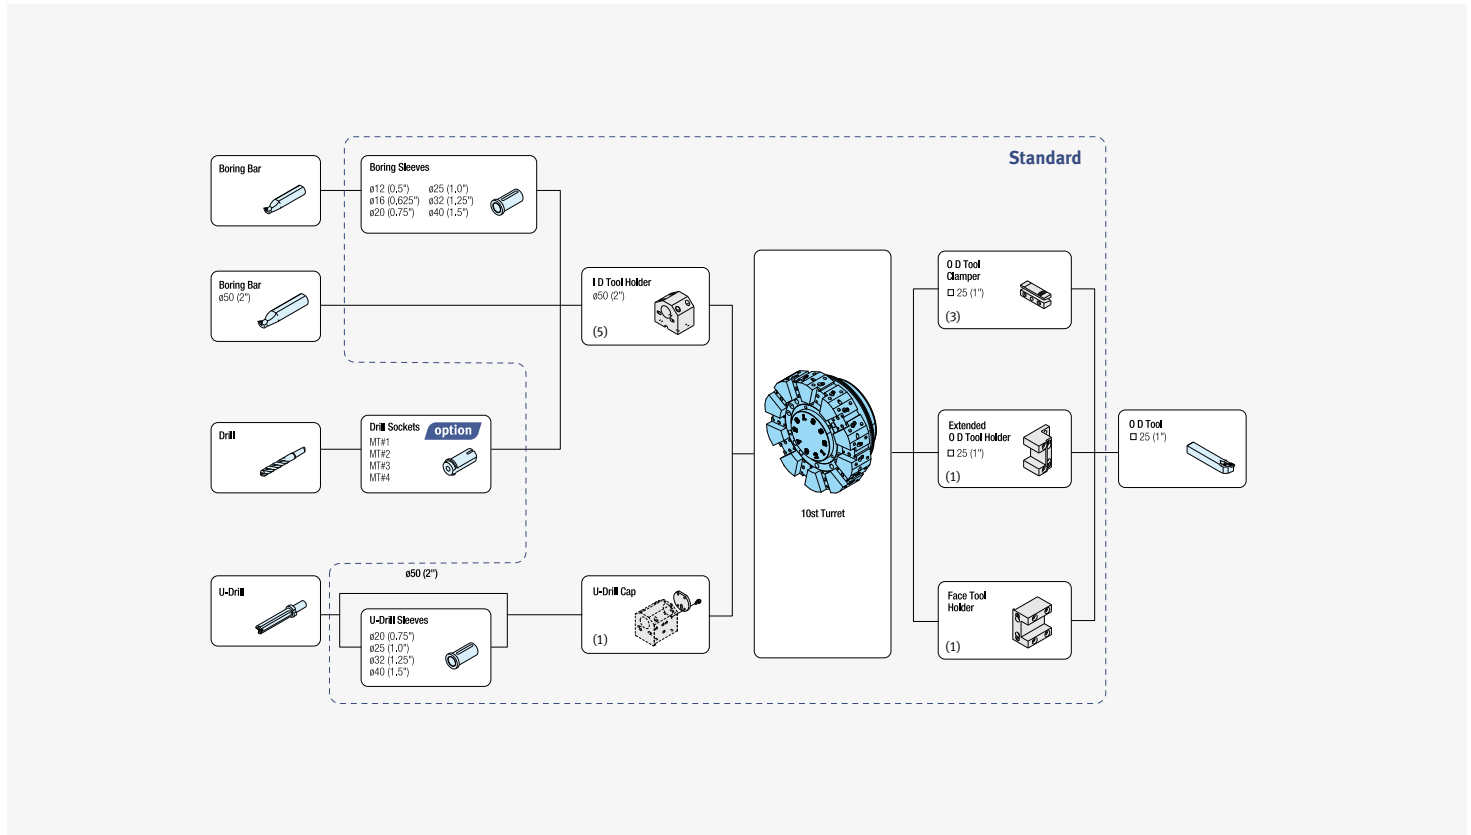 Standard
Boring Bar
Boring Sleeves
ø12 (0.5") ø25 (1.0")
ø16 (0.625") ø32 (1.25")
ø20 (0.75") ø40 (1.5")
Boring Bar
ø50 (2")
I D Tool Holder
ø50 (2")
(5)
Drill
Drill Sockets
option
MT#1
MT#2
MT#3
MT#4
U-Drill
ø50 (2")
U-Drill Sleeves
ø20 (0.75")
ø25 (1.0")
ø32 (1.25")
ø40 (1.5")
U-Drill Cap
(1)
10st Turret
O D Tool
Clamper
□ 25 (1")
(3)
Extended
O D Tool Holder
□ 25 (1")
(1)
Face Tool
Holder
(1)
O D Tool
□ 25 (1")